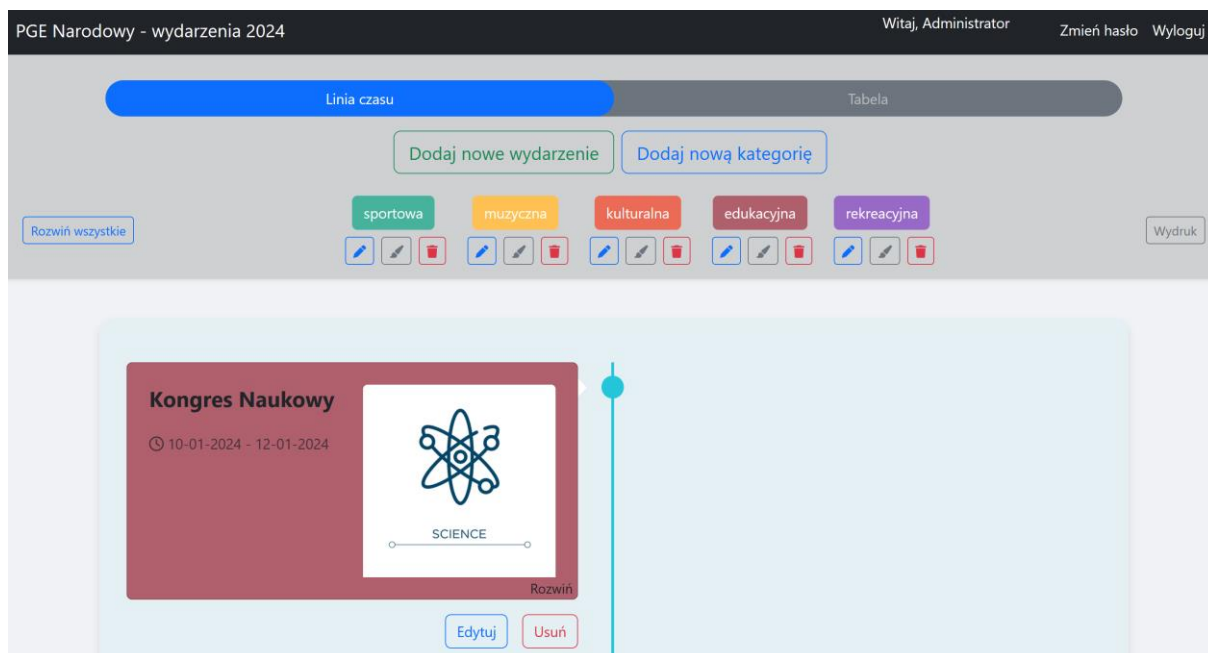 PGE Narodowy - wydarzenia 2024
Witaj, Administrator
Zmień hasło
Wyloguj
Linia czasu
Tabela
Dodaj nowe wydarzenie
Dodaj nową kategorię
sportowa
muzyczna
kulturalna
edukacyjna
rekreacyjna
Rozwiń wszystkie
Wydruk
Kongres Naukowy
10-01-2024 - 12-01-2024
SCIENCE
Rozwiń
Edytuj
Usuń